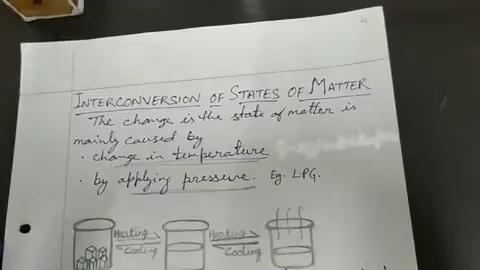 INTERCONVERSION OF STATES OF MATTER
The change is the state of matter is
mainly caused by
· change in temperature
· by applying pressure. Eg. LPG.
Heating Heating
Cooling Cooling